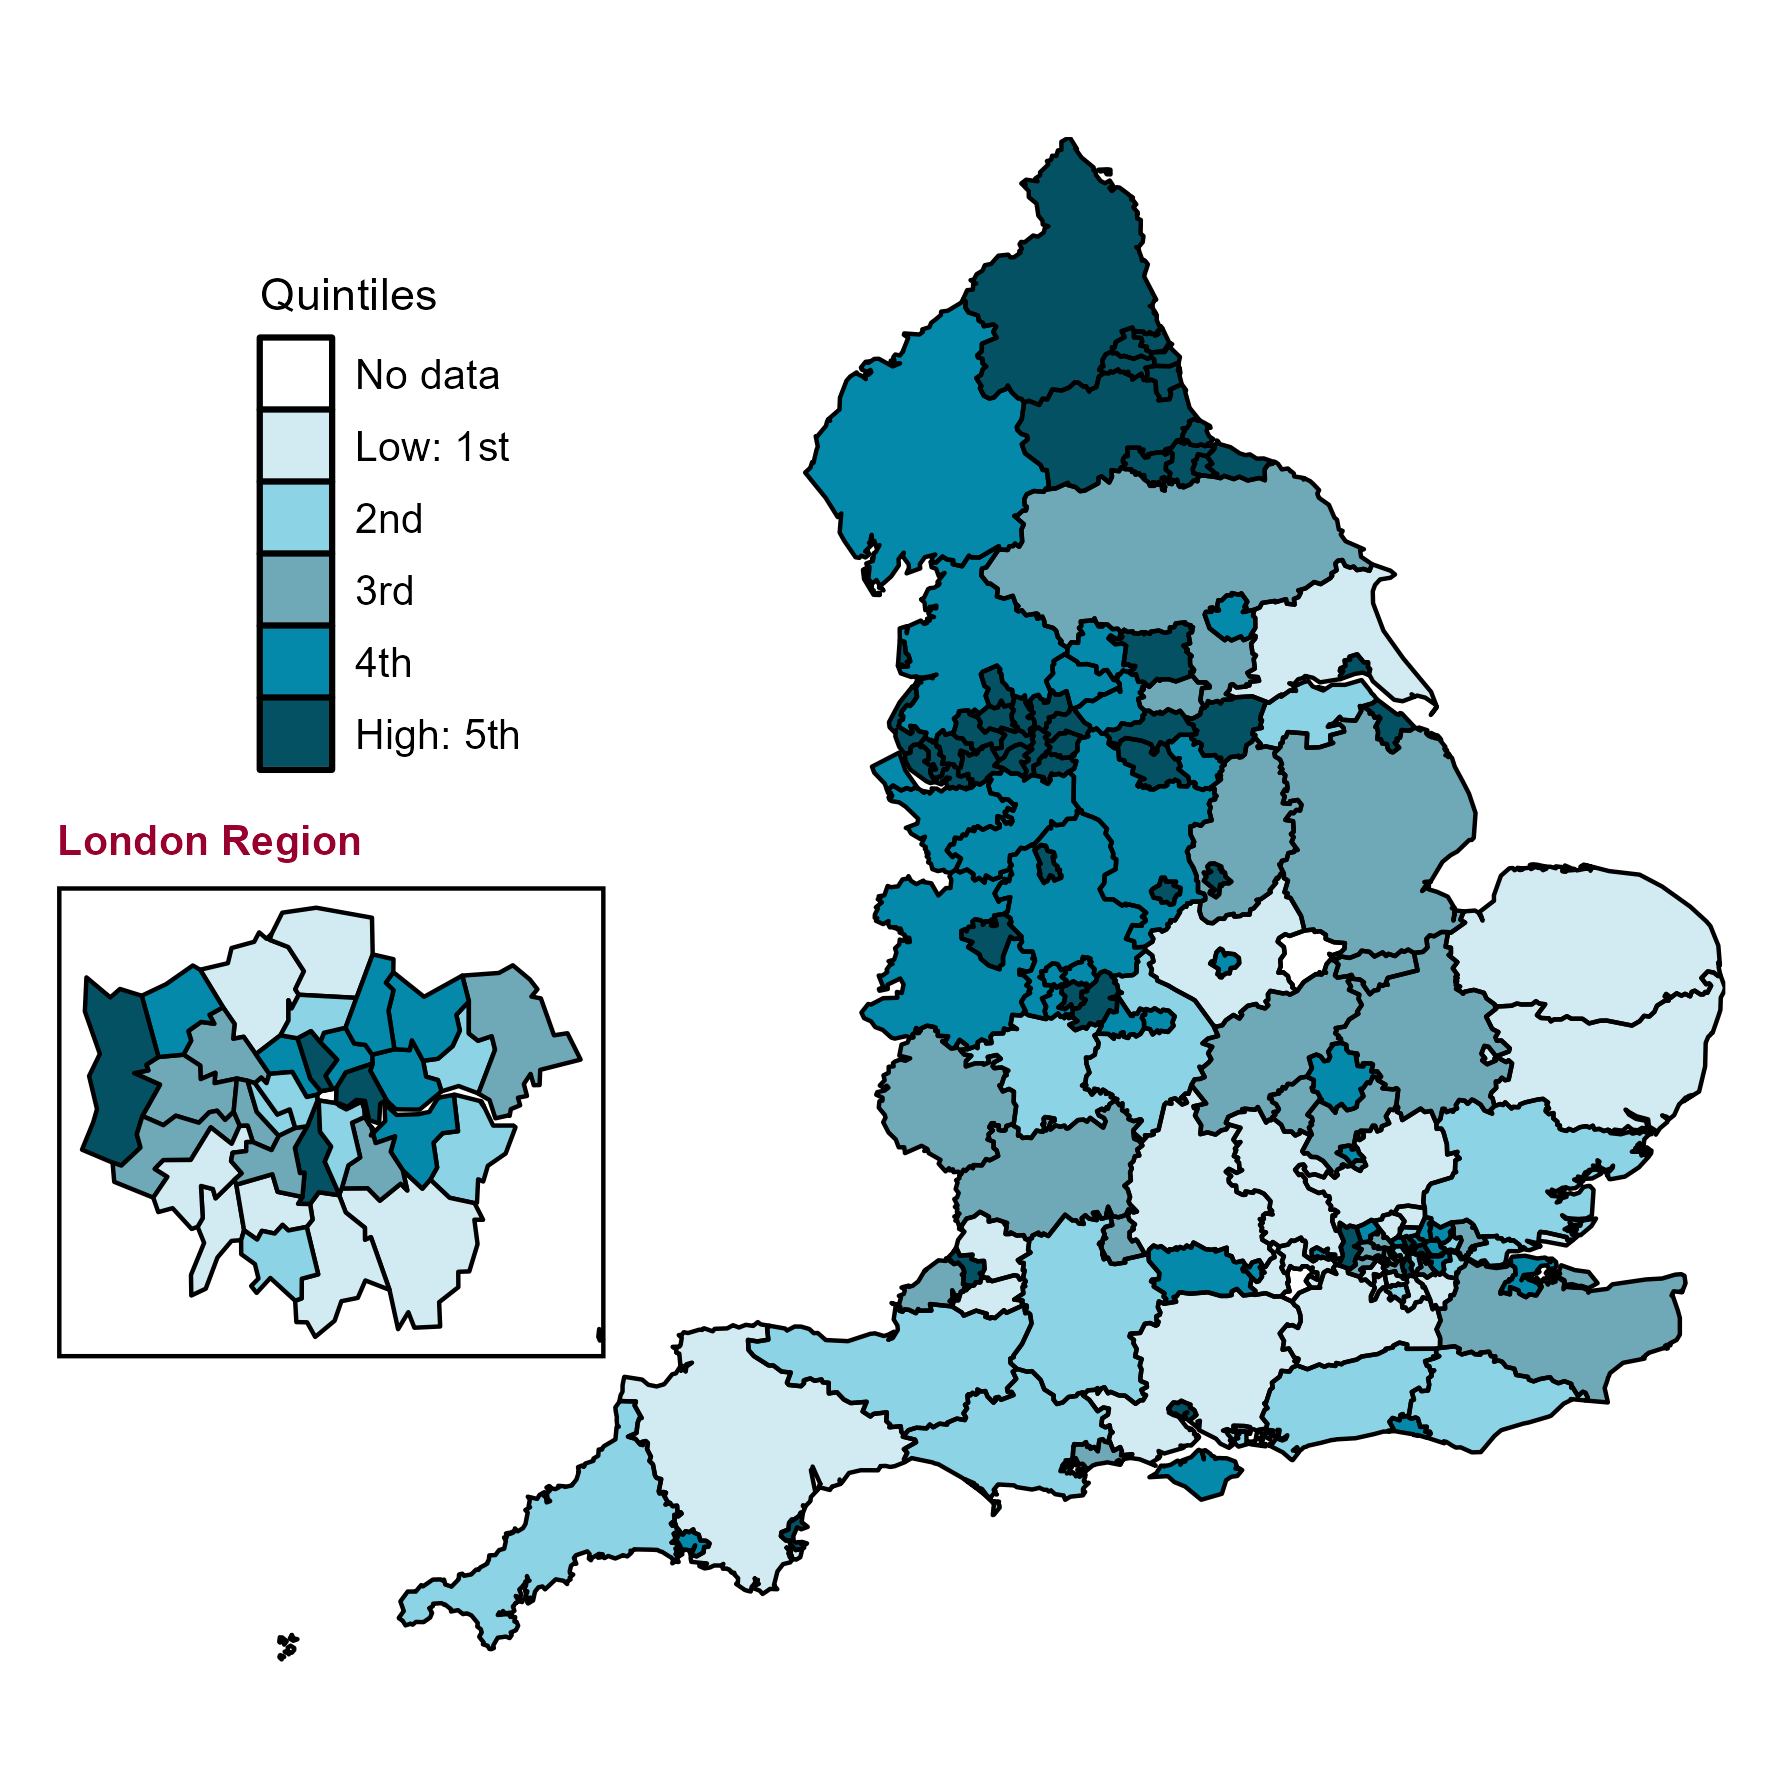 Quintiles
No data
Low: 1st
2nd
3rd
4th
High: 5th
London Region